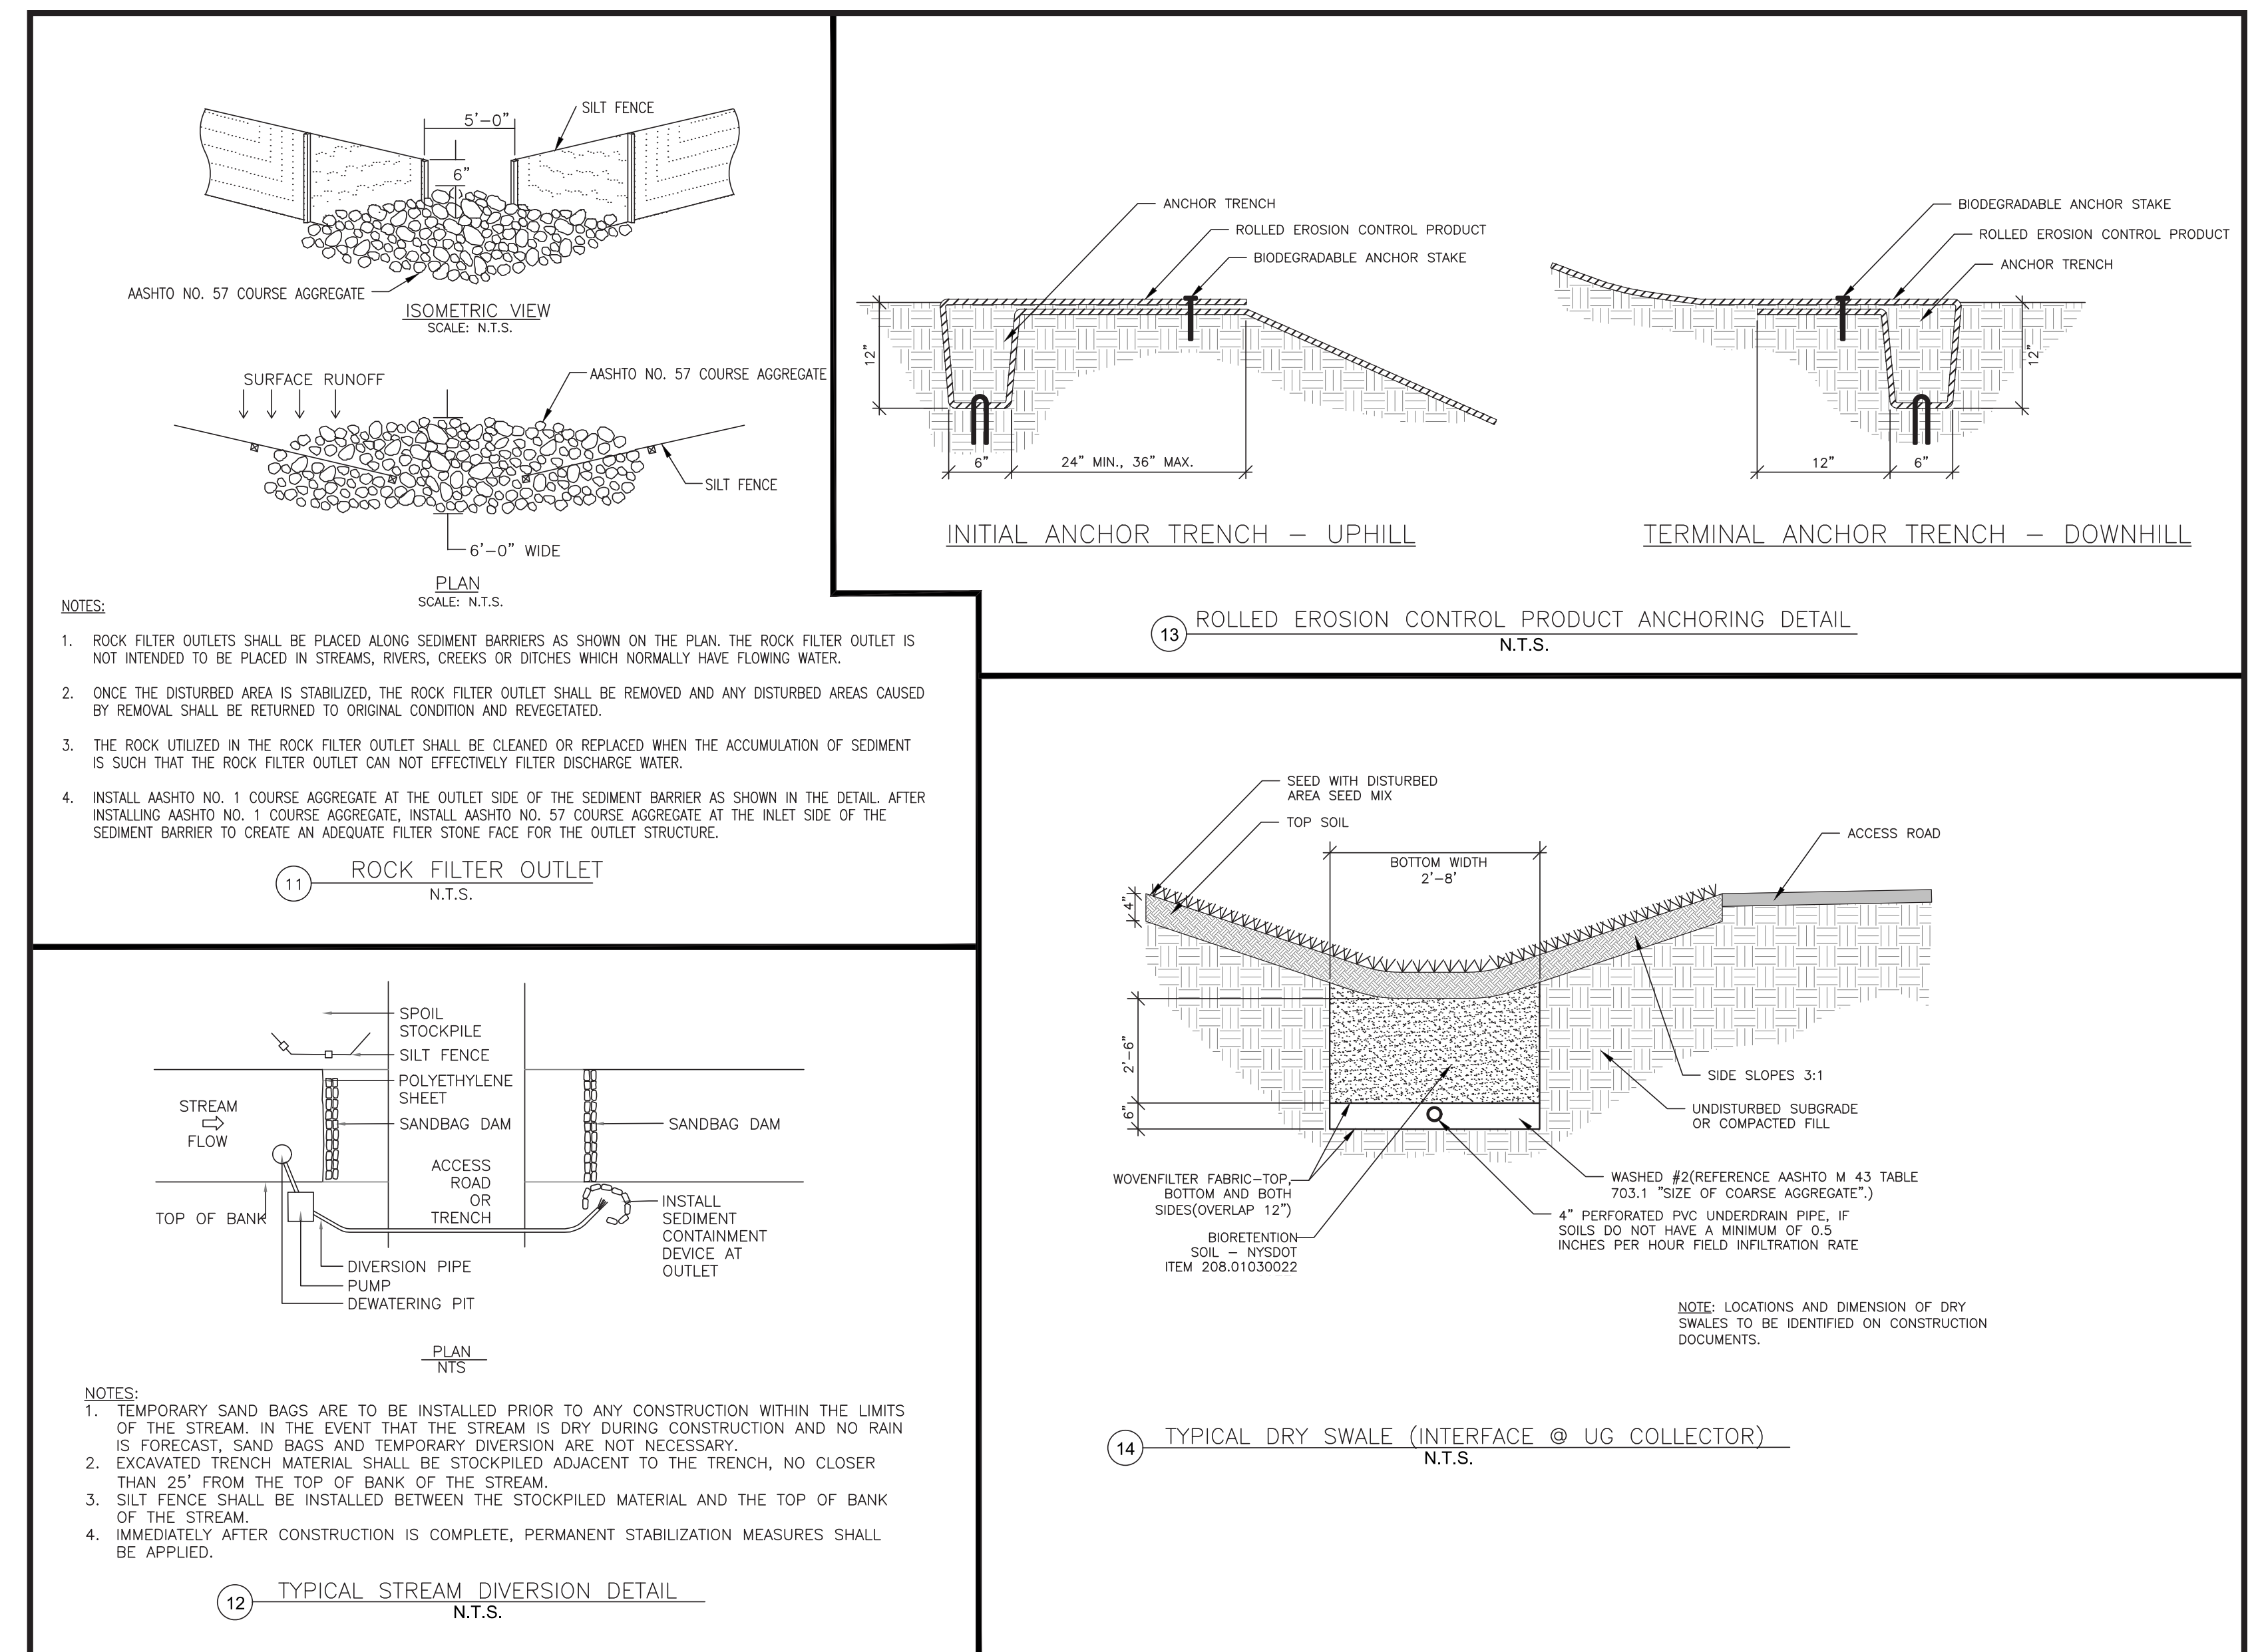 5'-0"
SILT FENCE
6"
AASHTO NO. 57 COURSE AGGREGATE
ISOMETRIC VIEW
SCALE: N.T.S.
SURFACE RUNOFF
AASHTO NO. 57 COURSE AGGREGATE
SILT FENCE
6'-0" WIDE
PLAN
SCALE: N.T.S.
NOTES:
1. ROCK FILTER OUTLETS SHALL BE PLACED ALONG SEDIMENT BARRIERS AS SHOWN ON THE PLAN. THE ROCK FILTER OUTLET IS
NOT INTENDED TO BE PLACED IN STREAMS, RIVERS, CREEKS OR DITCHES WHICH NORMALLY HAVE FLOWING WATER.
2. ONCE THE DISTURBED AREA IS STABILIZED, THE ROCK FILTER OUTLET SHALL BE REMOVED AND ANY DISTURBED AREAS CAUSED
BY REMOVAL SHALL BE RETURNED TO ORIGINAL CONDITION AND REVEGETATED.
3. THE ROCK UTILIZED IN THE ROCK FILTER OUTLET SHALL BE CLEANED OR REPLACED WHEN THE ACCUMULATION OF SEDIMENT
IS SUCH THAT THE ROCK FILTER OUTLET CAN NOT EFFECTIVELY FILTER DISCHARGE WATER.
4. INSTALL AASHTO NO. 1 COURSE AGGREGATE AT THE OUTLET SIDE OF THE SEDIMENT BARRIER AS SHOWN IN THE DETAIL. AFTER
INSTALLING AASHTO NO. 1 COURSE AGGREGATE, INSTALL AASHTO NO. 57 COURSE AGGREGATE AT THE INLET SIDE OF THE
SEDIMENT BARRIER TO CREATE AN ADEQUATE FILTER STONE FACE FOR THE OUTLET STRUCTURE.
11 ROCK FILTER OUTLET
N.T.S.
SPOIL
STOCKPILE
SILT FENCE
POLYETHYLENE
SHEET
SANDBAG DAM
SANDBAG DAM
STREAM
FLOW
ACCESS
ROAD
OR
TRENCH
TOP OF BANK
INSTALL
SEDIMENT
CONTAINMENT
DEVICE AT
OUTLET
DIVERSION PIPE
PUMP
DEWATERING PIT
PLAN
NTS
NOTES:
1. TEMPORARY SAND BAGS ARE TO BE INSTALLED PRIOR TO ANY CONSTRUCTION WITHIN THE LIMITS
OF THE STREAM. IN THE EVENT THAT THE STREAM IS DRY DURING CONSTRUCTION AND NO RAIN
IS FORECAST, SAND BAGS AND TEMPORARY DIVERSION ARE NOT NECESSARY.
2. EXCAVATED TRENCH MATERIAL SHALL BE STOCKPILED ADJACENT TO THE TRENCH, NO CLOSER
THAN 25' FROM THE TOP OF BANK OF THE STREAM.
3. SILT FENCE SHALL BE INSTALLED BETWEEN THE STOCKPILED MATERIAL AND THE TOP OF BANK
OF THE STREAM.
4. IMMEDIATELY AFTER CONSTRUCTION IS COMPLETE, PERMANENT STABILIZATION MEASURES SHALL
BE APPLIED.
12 TYPICAL STREAM DIVERSION DETAIL
N.T.S.
ANCHOR TRENCH
ROLLED EROSION CONTROL PRODUCT
BIODEGRADABLE ANCHOR STAKE
12"
6"
24" MIN., 36" MAX.
INITIAL ANCHOR TRENCH – UPHILL
BIODEGRADABLE ANCHOR STAKE
ROLLED EROSION CONTROL PRODUCT
ANCHOR TRENCH
12"
12"
6"
TERMINAL ANCHOR TRENCH – DOWNHILL
13 ROLLED EROSION CONTROL PRODUCT ANCHORING DETAIL
N.T.S.
SEED WITH DISTURBED
AREA SEED MIX
TOP SOIL
ACCESS ROAD
BOTTOM WIDTH
2'-8'
4"
2'-6"
6"
SIDE SLOPES 3:1
UNDISTURBED SUBGRADE
OR COMPACTED FILL
WOVENFILTER FABRIC-TOP,
BOTTOM AND BOTH
SIDES(OVERLAP 12")
WASHED #2(REFERENCE AASHTO M 43 TABLE
703.1 "SIZE OF COARSE AGGREGATE".)
4" PERFORATED PVC UNDERDRAIN PIPE, IF
SOILS DO NOT HAVE A MINIMUM OF 0.5
INCHES PER HOUR FIELD INFILTRATION RATE
BIORETENTION
SOIL – NYSDOT
ITEM 208.01030022
NOTE: LOCATIONS AND DIMENSION OF DRY
SWALES TO BE IDENTIFIED ON CONSTRUCTION
DOCUMENTS.
14 TYPICAL DRY SWALE (INTERFACE @ UG COLLECTOR)
N.T.S.